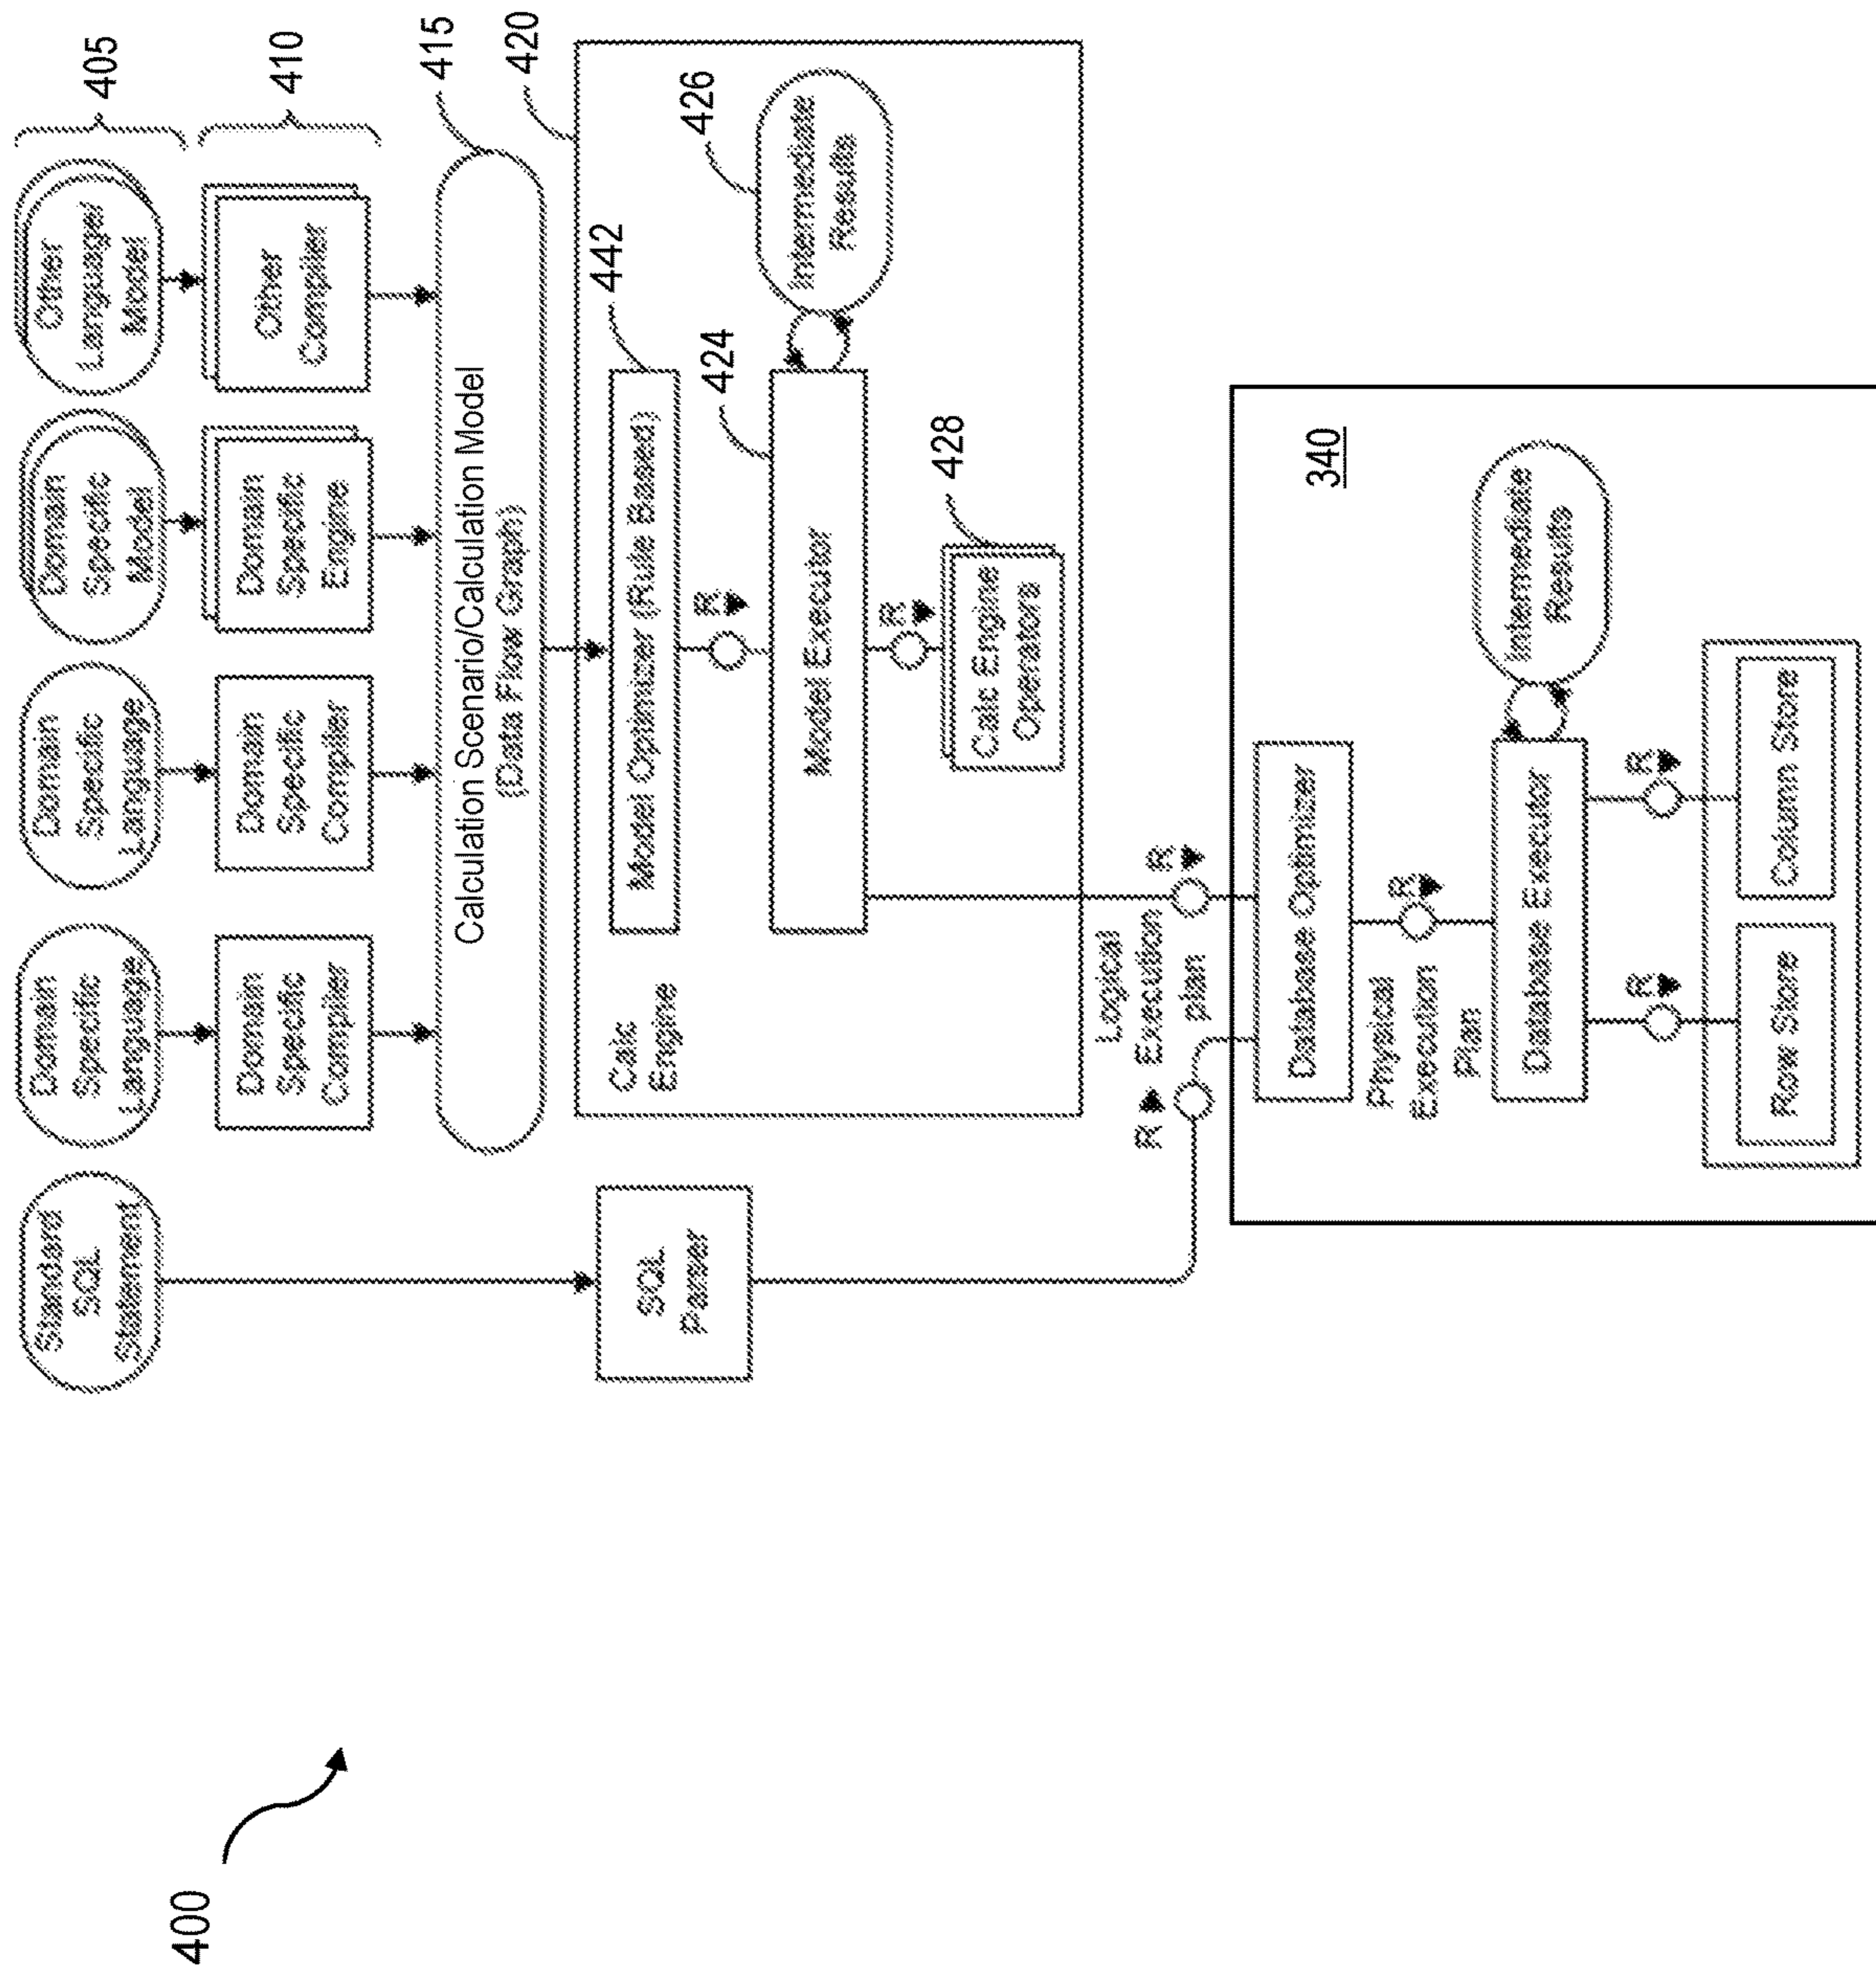 400
Standard
SQL
Statement
Domain
Specific
Language
Domain
Specific
Language
Domain
Specific
Model
Other
Language/
Model
405
Domain
Specific
Compiler
Domain
Specific
Compiler
Domain
Specific
Engine
Other
Compiler
410
Calculation Scenario/Calculation Model
(Data Flow Graph)
415
SQL
Parser
Calc
Engine
420
Model Optimizer (Rule Based)
442
R
Model Executor
424
Intermediate
Results
426
R
Calc Engine
Operators
428
R
Logical
Execution
plan
R
340
Database Optimizer
Physical
Execution
Plan
R
Database Executor
Intermediate
Results
R
R
Row Store
Column Store